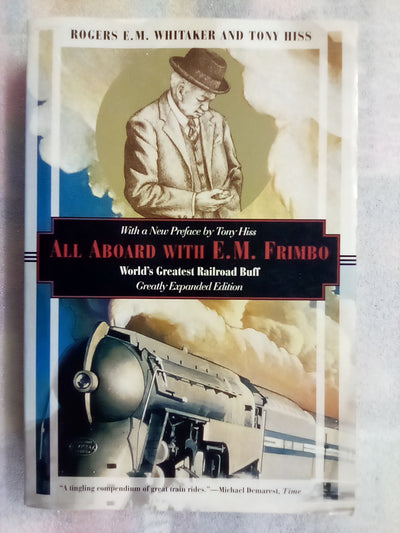 ROGERS E.M. WHITAKER AND TONY HISS
With a New Preface by Tony Hiss
ALL ABOARD WITH E.M. FRIMBO
World's Greatest Railroad Buff
Greatly Expanded Edition
"A tingling compendium of great train rides."—Michael Demarest, Time